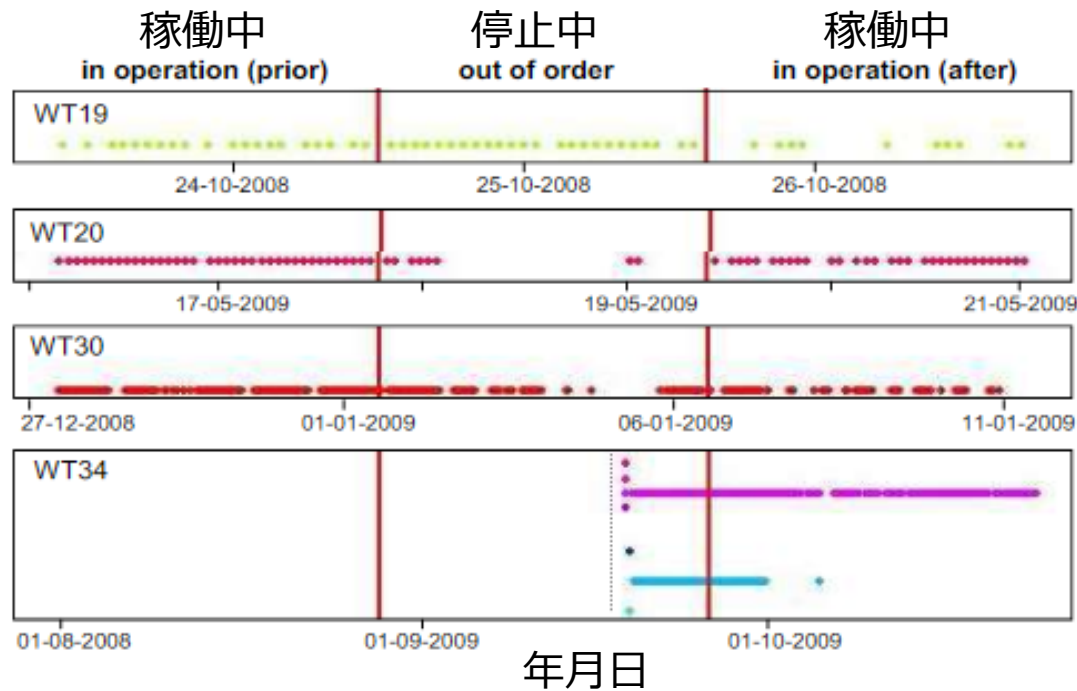 稼働中 停止中 稼働中
in operation (prior) out of order in operation (after)
WT19
24-10-2008 25-10-2008 26-10-2008
WT20
17-05-2009 19-05-2009 21-05-2009
WT30
27-12-2008 01-01-2009 06-01-2009 11-01-2009
WT34
01-08-2008 01-09-2009 01-10-2009
年月日